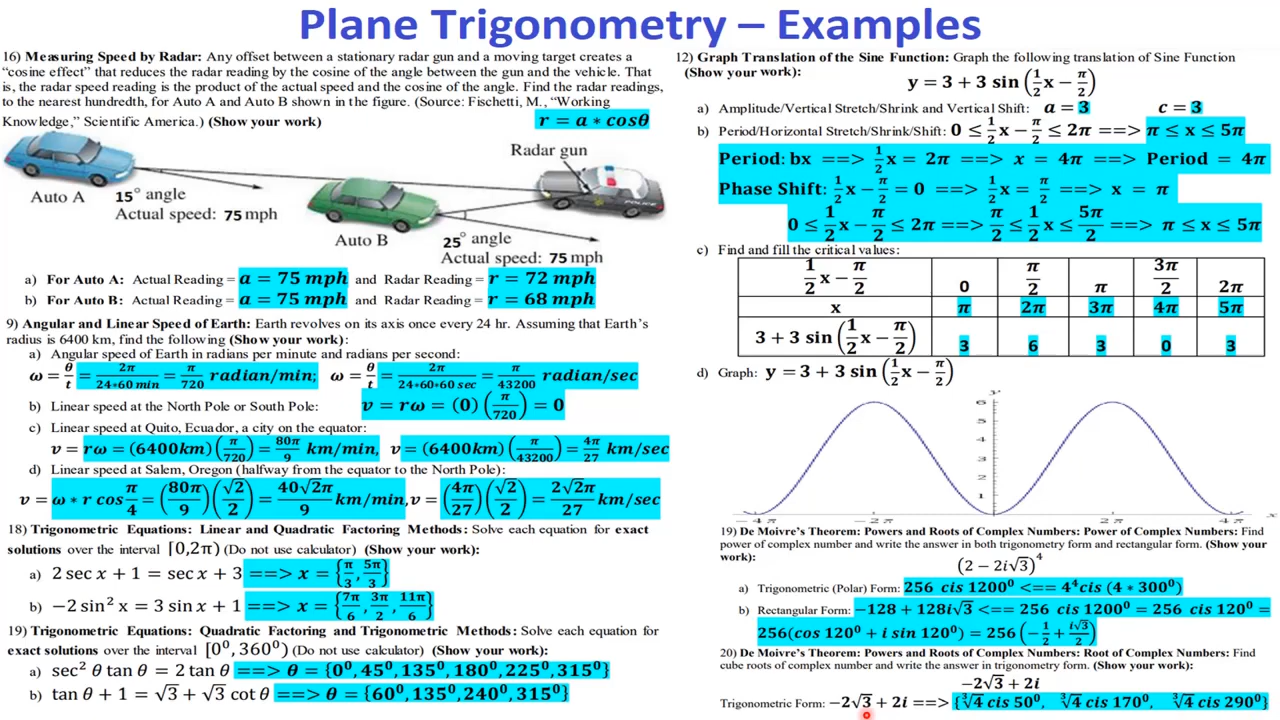 Plane Trigonometry – Examples
16) Measuring Speed by Radar: Any offset between a stationary radar gun and a moving target creates a
“cosine effect” that reduces the radar reading by the cosine of the angle between the gun and the vehicle. That
is, the radar speed reading is the product of the actual speed and the cosine of the angle. Find the radar readings,
to the nearest hundredth, for Auto A and Auto B shown in the figure. (Source: Fischetti, M., “Working
Knowledge,” Scientific America.) (Show your work) r = a * cosθ
Radar gun
Auto A 15° angle
Actual speed: 75 mph
POLICE
Auto B 25° angle
Actual speed: 75 mph
a) For Auto A: Actual Reading = a = 75 mph and Radar Reading = r = 72 mph
b) For Auto B: Actual Reading = a = 75 mph and Radar Reading = r = 68 mph
9) Angular and Linear Speed of Earth: Earth revolves on its axis once every 24 hr. Assuming that Earth’s
radius is 6400 km, find the following (Show your work):
a) Angular speed of Earth in radians per minute and radians per second:
ω = θ/t = 2π/(24*60 min) = π/720 radian/min; ω = θ/t = 2π/(24*60*60 sec) = π/43200 radian/sec
b) Linear speed at the North Pole or South Pole: v = rω = (0)(π/720) = 0
c) Linear speed at Quito, Ecuador, a city on the equator:
v = rω = (6400km)(π/720) = 80π/9 km/min, v = (6400km)(π/43200) = 4π/27 km/sec
d) Linear speed at Salem, Oregon (halfway from the equator to the North Pole):
v = ω * r cos π/4 = (80π/9)(√2/2) = 40√2π/9 km/min, v = (4π/27)(√2/2) = 2√2π/27 km/sec
18) Trigonometric Equations: Linear and Quadratic Factoring Methods: Solve each equation for exact
solutions over the interval [0,2π) (Do not use calculator) (Show your work):
a) 2 sec x + 1 = sec x + 3 ==> x = {π/3, 5π/3}
b) −2 sin² x = 3 sin x + 1 ==> x = {7π/6, 3π/2, 11π/6}
19) Trigonometric Equations: Quadratic Factoring and Trigonometric Methods: Solve each equation for
exact solutions over the interval [0⁰, 360⁰) (Do not use calculator) (Show your work):
a) sec² θ tan θ = 2 tan θ ==> θ = {0⁰, 45⁰, 135⁰, 180⁰, 225⁰, 315⁰}
b) tan θ + 1 = √3 + √3 cot θ ==> θ = {60⁰, 135⁰, 240⁰, 315⁰}
12) Graph Translation of the Sine Function: Graph the following translation of Sine Function
(Show your work):
y = 3 + 3 sin (1/2 x − π/2)
a) Amplitude/Vertical Stretch/Shrink and Vertical Shift: a = 3 c = 3
b) Period/Horizontal Stretch/Shrink/Shift: 0 ≤ 1/2 x − π/2 ≤ 2π ==> π ≤ x ≤ 5π
Period: bx ==> 1/2 x = 2π ==> x = 4π ==> Period = 4π
Phase Shift: 1/2 x − π/2 = 0 ==> 1/2 x = π/2 ==> x = π
0 ≤ 1/2 x − π/2 ≤ 2π ==> π/2 ≤ 1/2 x ≤ 5π/2 ==> π ≤ x ≤ 5π
c) Find and fill the critical values:
1/2 x − π/2 0 π/2 π 3π/2 2π
x π 2π 3π 4π 5π
3 + 3 sin (1/2 x − π/2) 3 6 3 0 3
d) Graph: y = 3 + 3 sin (1/2 x − π/2)
y
6
5
4
3
2
1
−4π −2π 2π 4π x
19) De Moivre’s Theorem: Powers and Roots of Complex Numbers: Power of Complex Numbers: Find
power of complex number and write the answer in both trigonometry form and rectangular form. (Show your
work):
(2 − 2i√3)⁴
a) Trigonometric (Polar) Form: 256 cis 1200⁰ <== 4⁴cis (4 * 300⁰)
b) Rectangular Form: −128 + 128i√3 <== 256 cis 1200⁰ = 256 cis 120⁰ =
256(cos 120⁰ + i sin 120⁰) = 256 (−1/2 + i√3/2)
20) De Moivre’s Theorem: Powers and Roots of Complex Numbers: Root of Complex Numbers: Find
cube roots of complex number and write the answer in trigonometry form. (Show your work):
−2√3 + 2i
Trigonometric Form: −2√3 + 2i ==> {∛4 cis 50⁰, ∛4 cis 170⁰, ∛4 cis 290⁰}